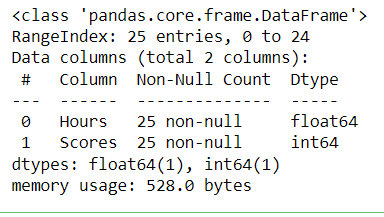 <class 'pandas.core.frame.DataFrame'>
RangeIndex: 25 entries, 0 to 24
Data columns (total 2 columns):
 #   Column  Non-Null Count  Dtype
---  ------  --------------  -----
 0   Hours   25 non-null     float64
 1   Scores  25 non-null     int64
dtypes: float64(1), int64(1)
memory usage: 528.0 bytes